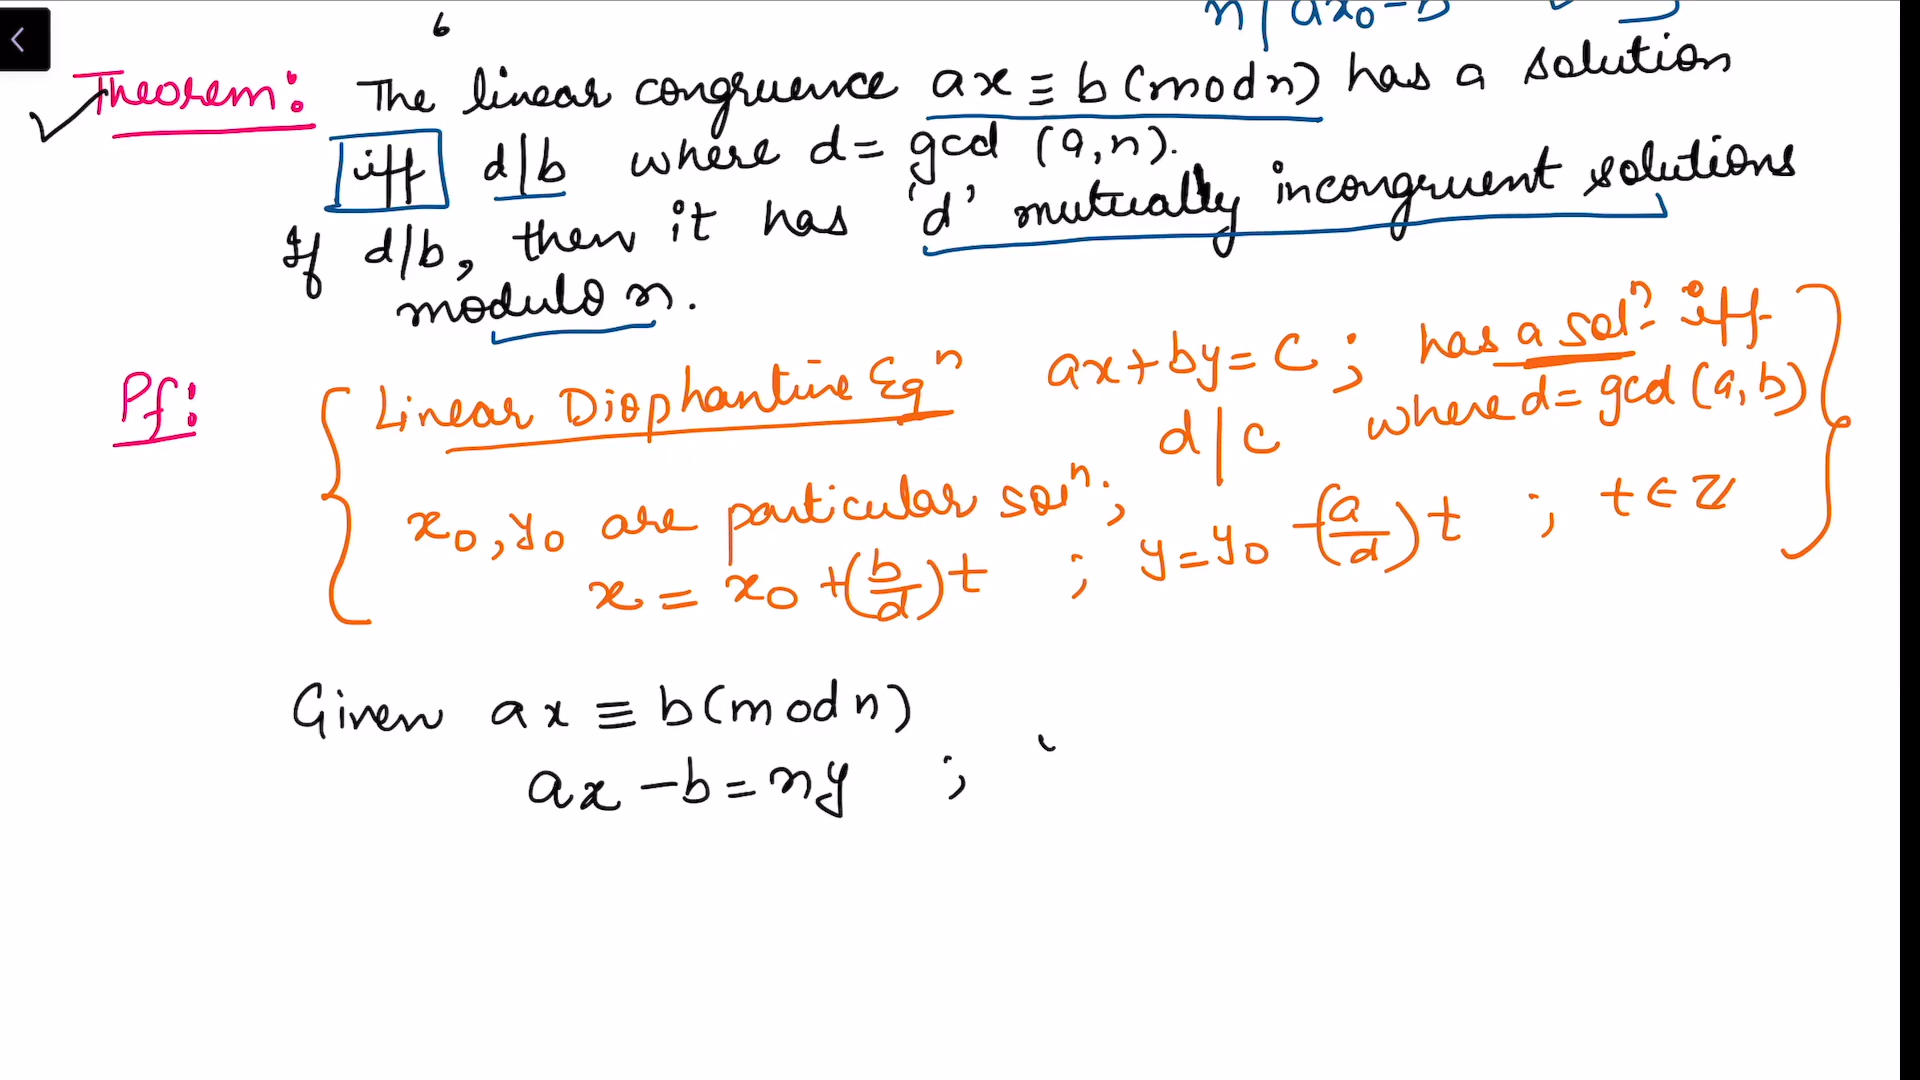 6
n | ax₀-b
Theorem: The linear congruence ax ≡ b (mod n) has a solution
iff d|b where d = gcd (a, n).
If d/b, then it has 'd' mutually incongruent solutions
modulo n.
Pf: { Linear Diophantine Eqⁿ ax + by = c ; has a solⁿ iff
d | c where d = gcd (a, b)
x₀, y₀ are particular solⁿ ;
x = x₀ + (b/d) t ; y = y₀ - (a/d) t ; t ∈ ℤ }
Given ax ≡ b (mod n)
ax - b = ny ;